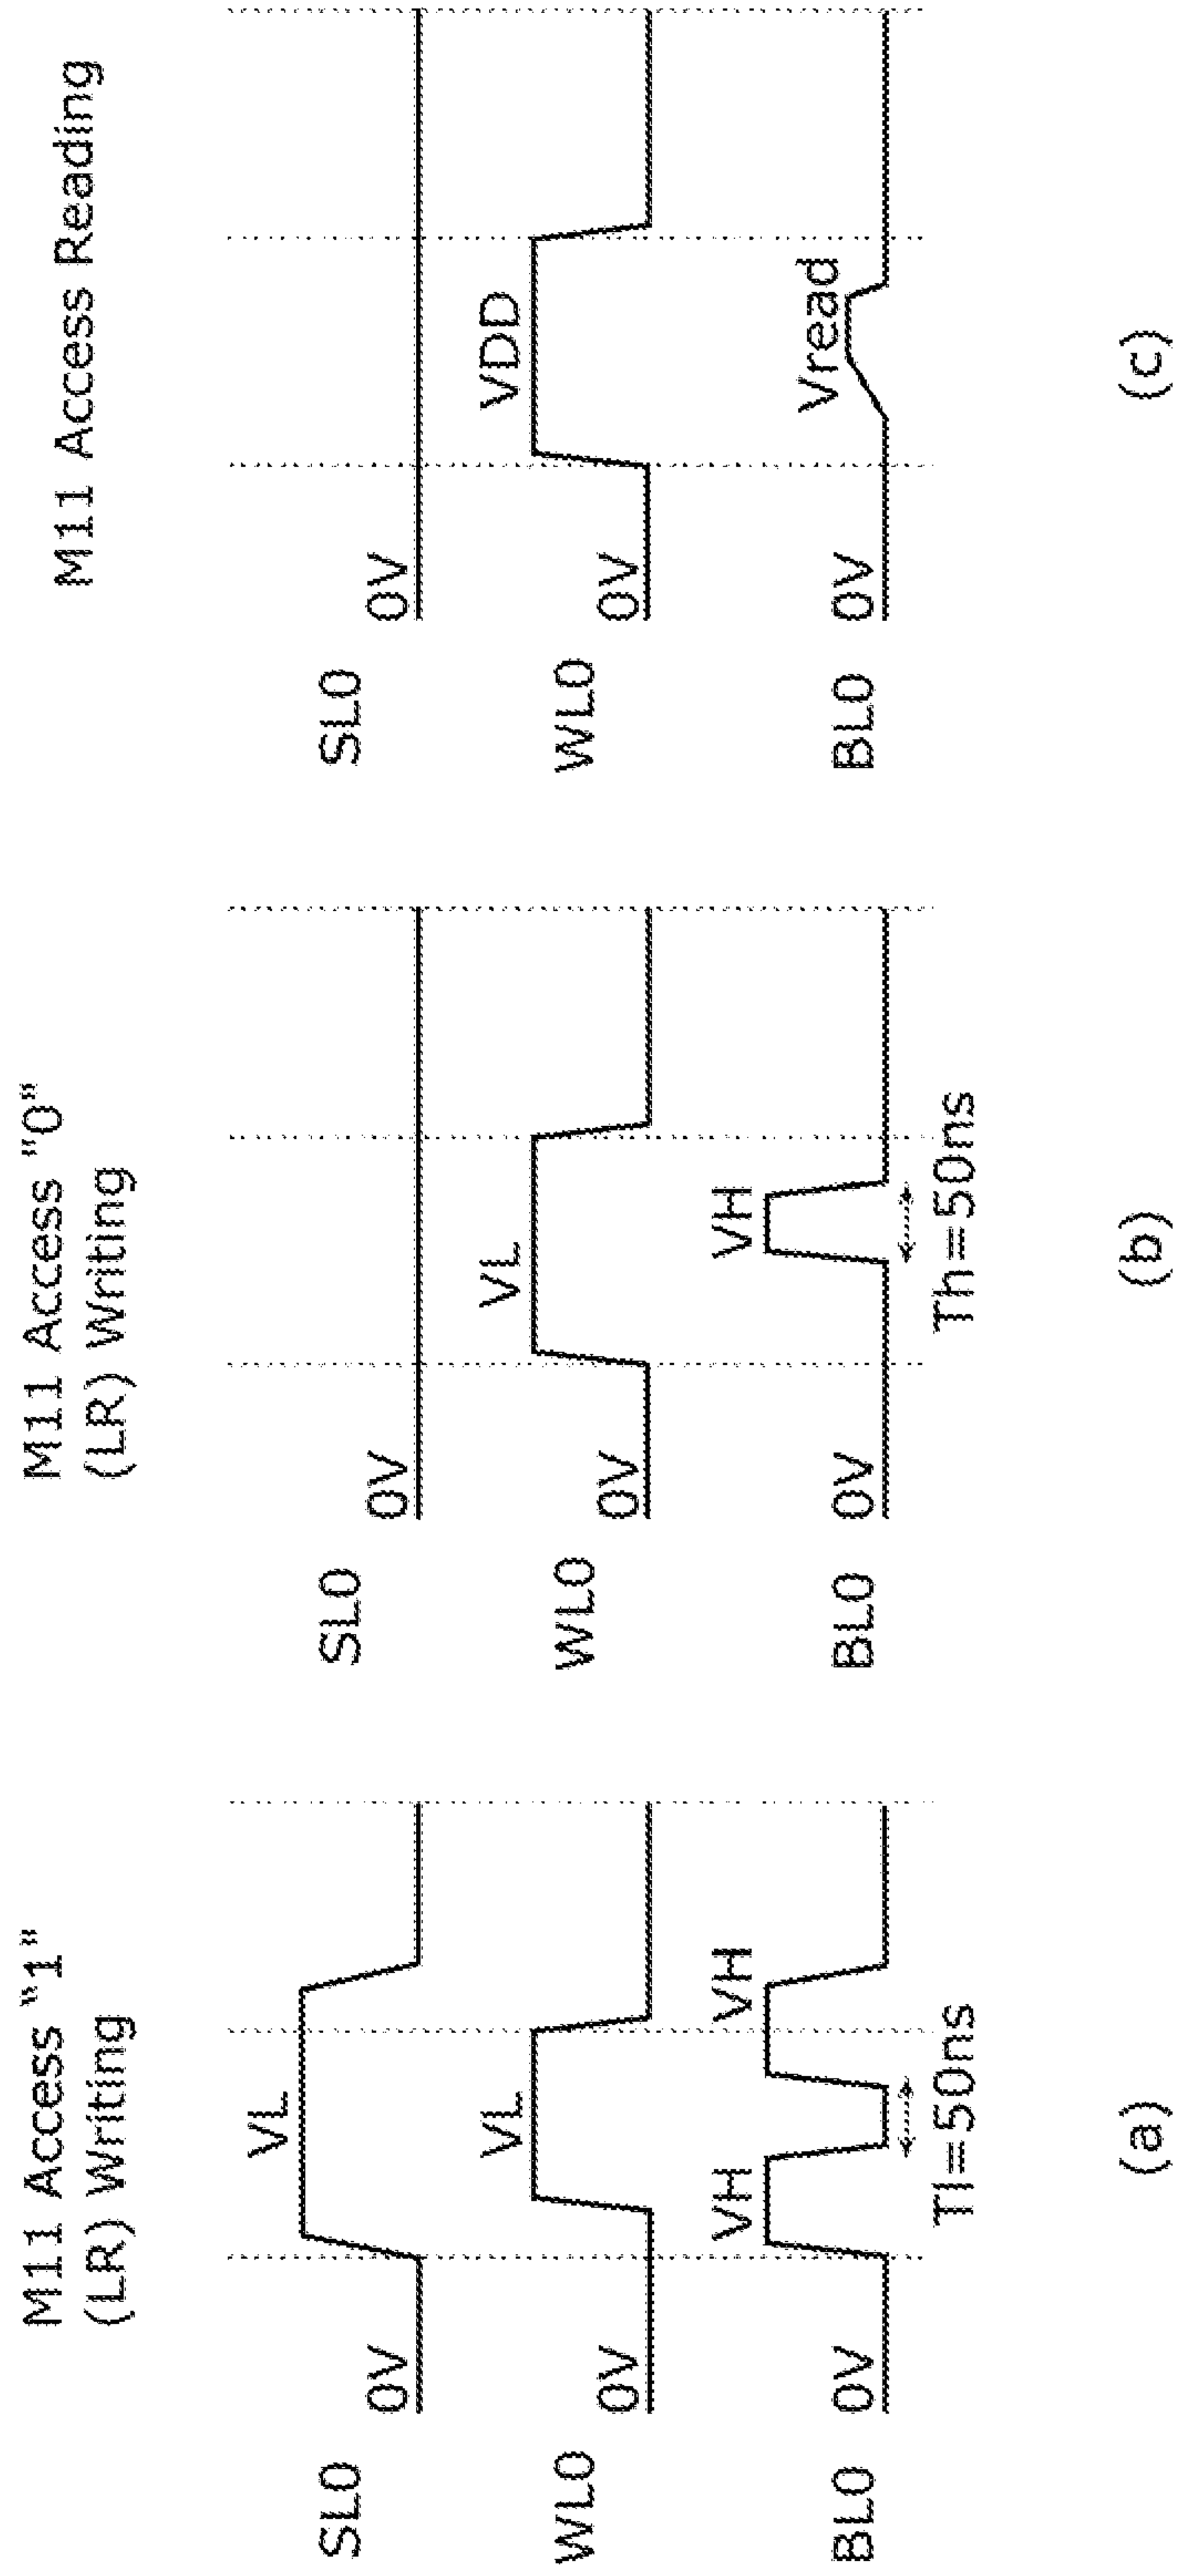 M11 Access "1"
(LR) Writing
SL0
0V
VL
WL0
0V
VL
BL0
0V
VH
VH
Tl=50ns
(a)
M11 Access "0"
(LR) Writing
SL0
0V
WL0
0V
VL
BL0
0V
VH
Th=50ns
(b)
M11 Access Reading
SL0
0V
WL0
0V
VDD
BL0
0V
Vread
(c)